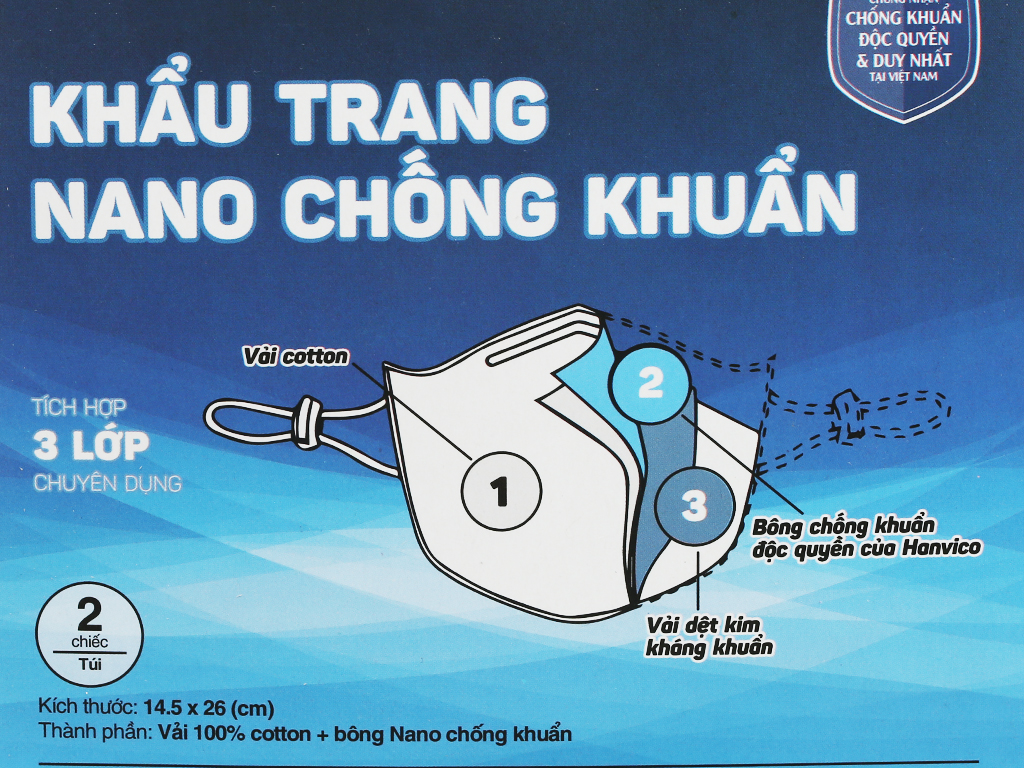 CHỨNG NHẬN
CHỐNG KHUẨN
ĐỘC QUYỀN
& DUY NHẤT
TẠI VIỆT NAM
KHẨU TRANG
NANO CHỐNG KHUẨN
Vải cotton
TÍCH HỢP
3 LỚP
CHUYÊN DỤNG
1
2
3
Bông chống khuẩn
độc quyền của Hanvico
Vải dệt kim
kháng khuẩn
2
chiếc
Túi
Kích thước: 14.5 x 26 (cm)
Thành phần: Vải 100% cotton + bông Nano chống khuẩn